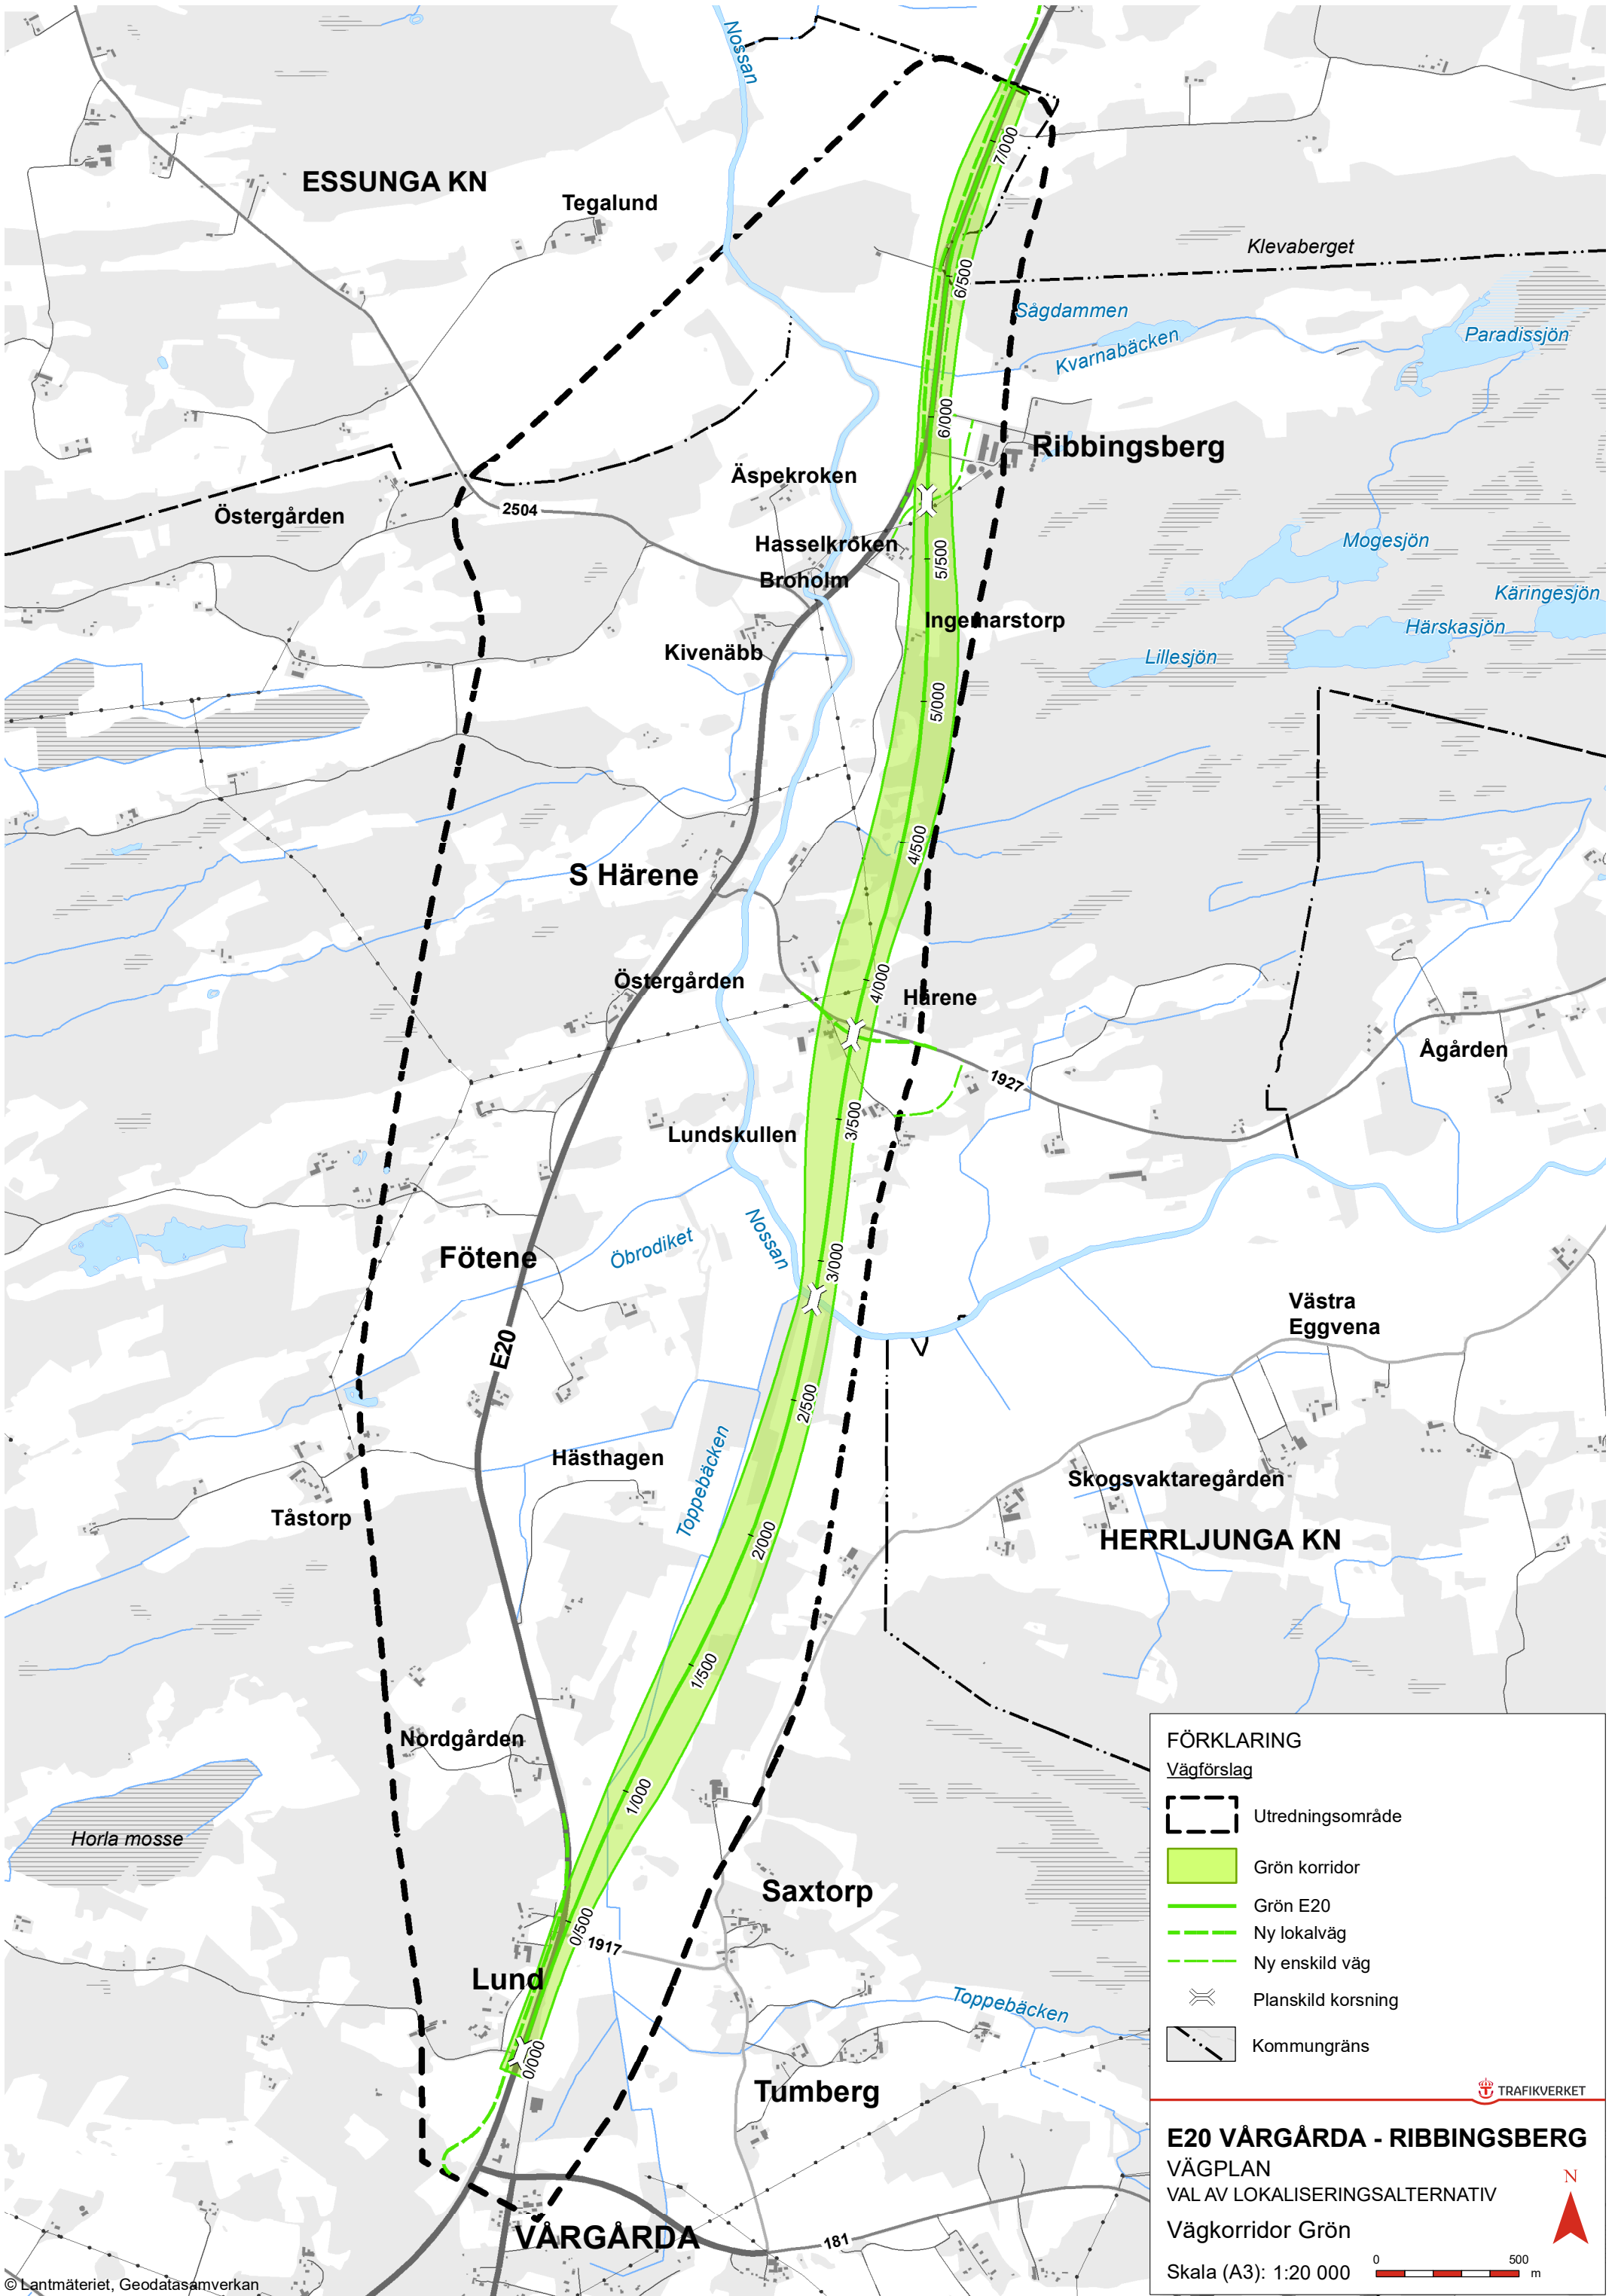 Nossan
ESSUNGA KN
Tegalund
7/000
Klevaberget
6/500
Sågdammen
Kvarnabäcken
Paradissjön
6/000
Ribbingsberg
Äspekroken
Östergården
2504
Hasselkroken
5/500
Mogesjön
Broholm
Käringesjön
Ingemarstorp
Härskasjön
Kivenäbb
Lillesjön
5/000
4/500
S Härene
Östergården
4/000
Härene
Ågården
1927
3/500
Lundskullen
Nossan
Öbrodiket
Fötene
3/000
Västra
Eggvena
E20
2/500
Hästhagen
Toppebäcken
Skogsvaktaregården
Tåstorp
2/000
HERRLJUNGA KN
1/500
Nordgården
1/000
Horla mosse
Saxtorp
0/500
1917
Lund
Toppebäcken
0/000
Tumberg
VÅRGÅRDA
181
© Lantmäteriet, Geodatasamverkan
FÖRKLARING
Vägförslag
Utredningsområde
Grön korridor
Grön E20
Ny lokalväg
Ny enskild väg
Planskild korsning
Kommungräns
TRAFIKVERKET
E20 VÅRGÅRDA - RIBBINGSBERG
VÄGPLAN
VAL AV LOKALISERINGSALTERNATIV
N
Vägkorridor Grön
Skala (A3): 1:20 000
0 500
m